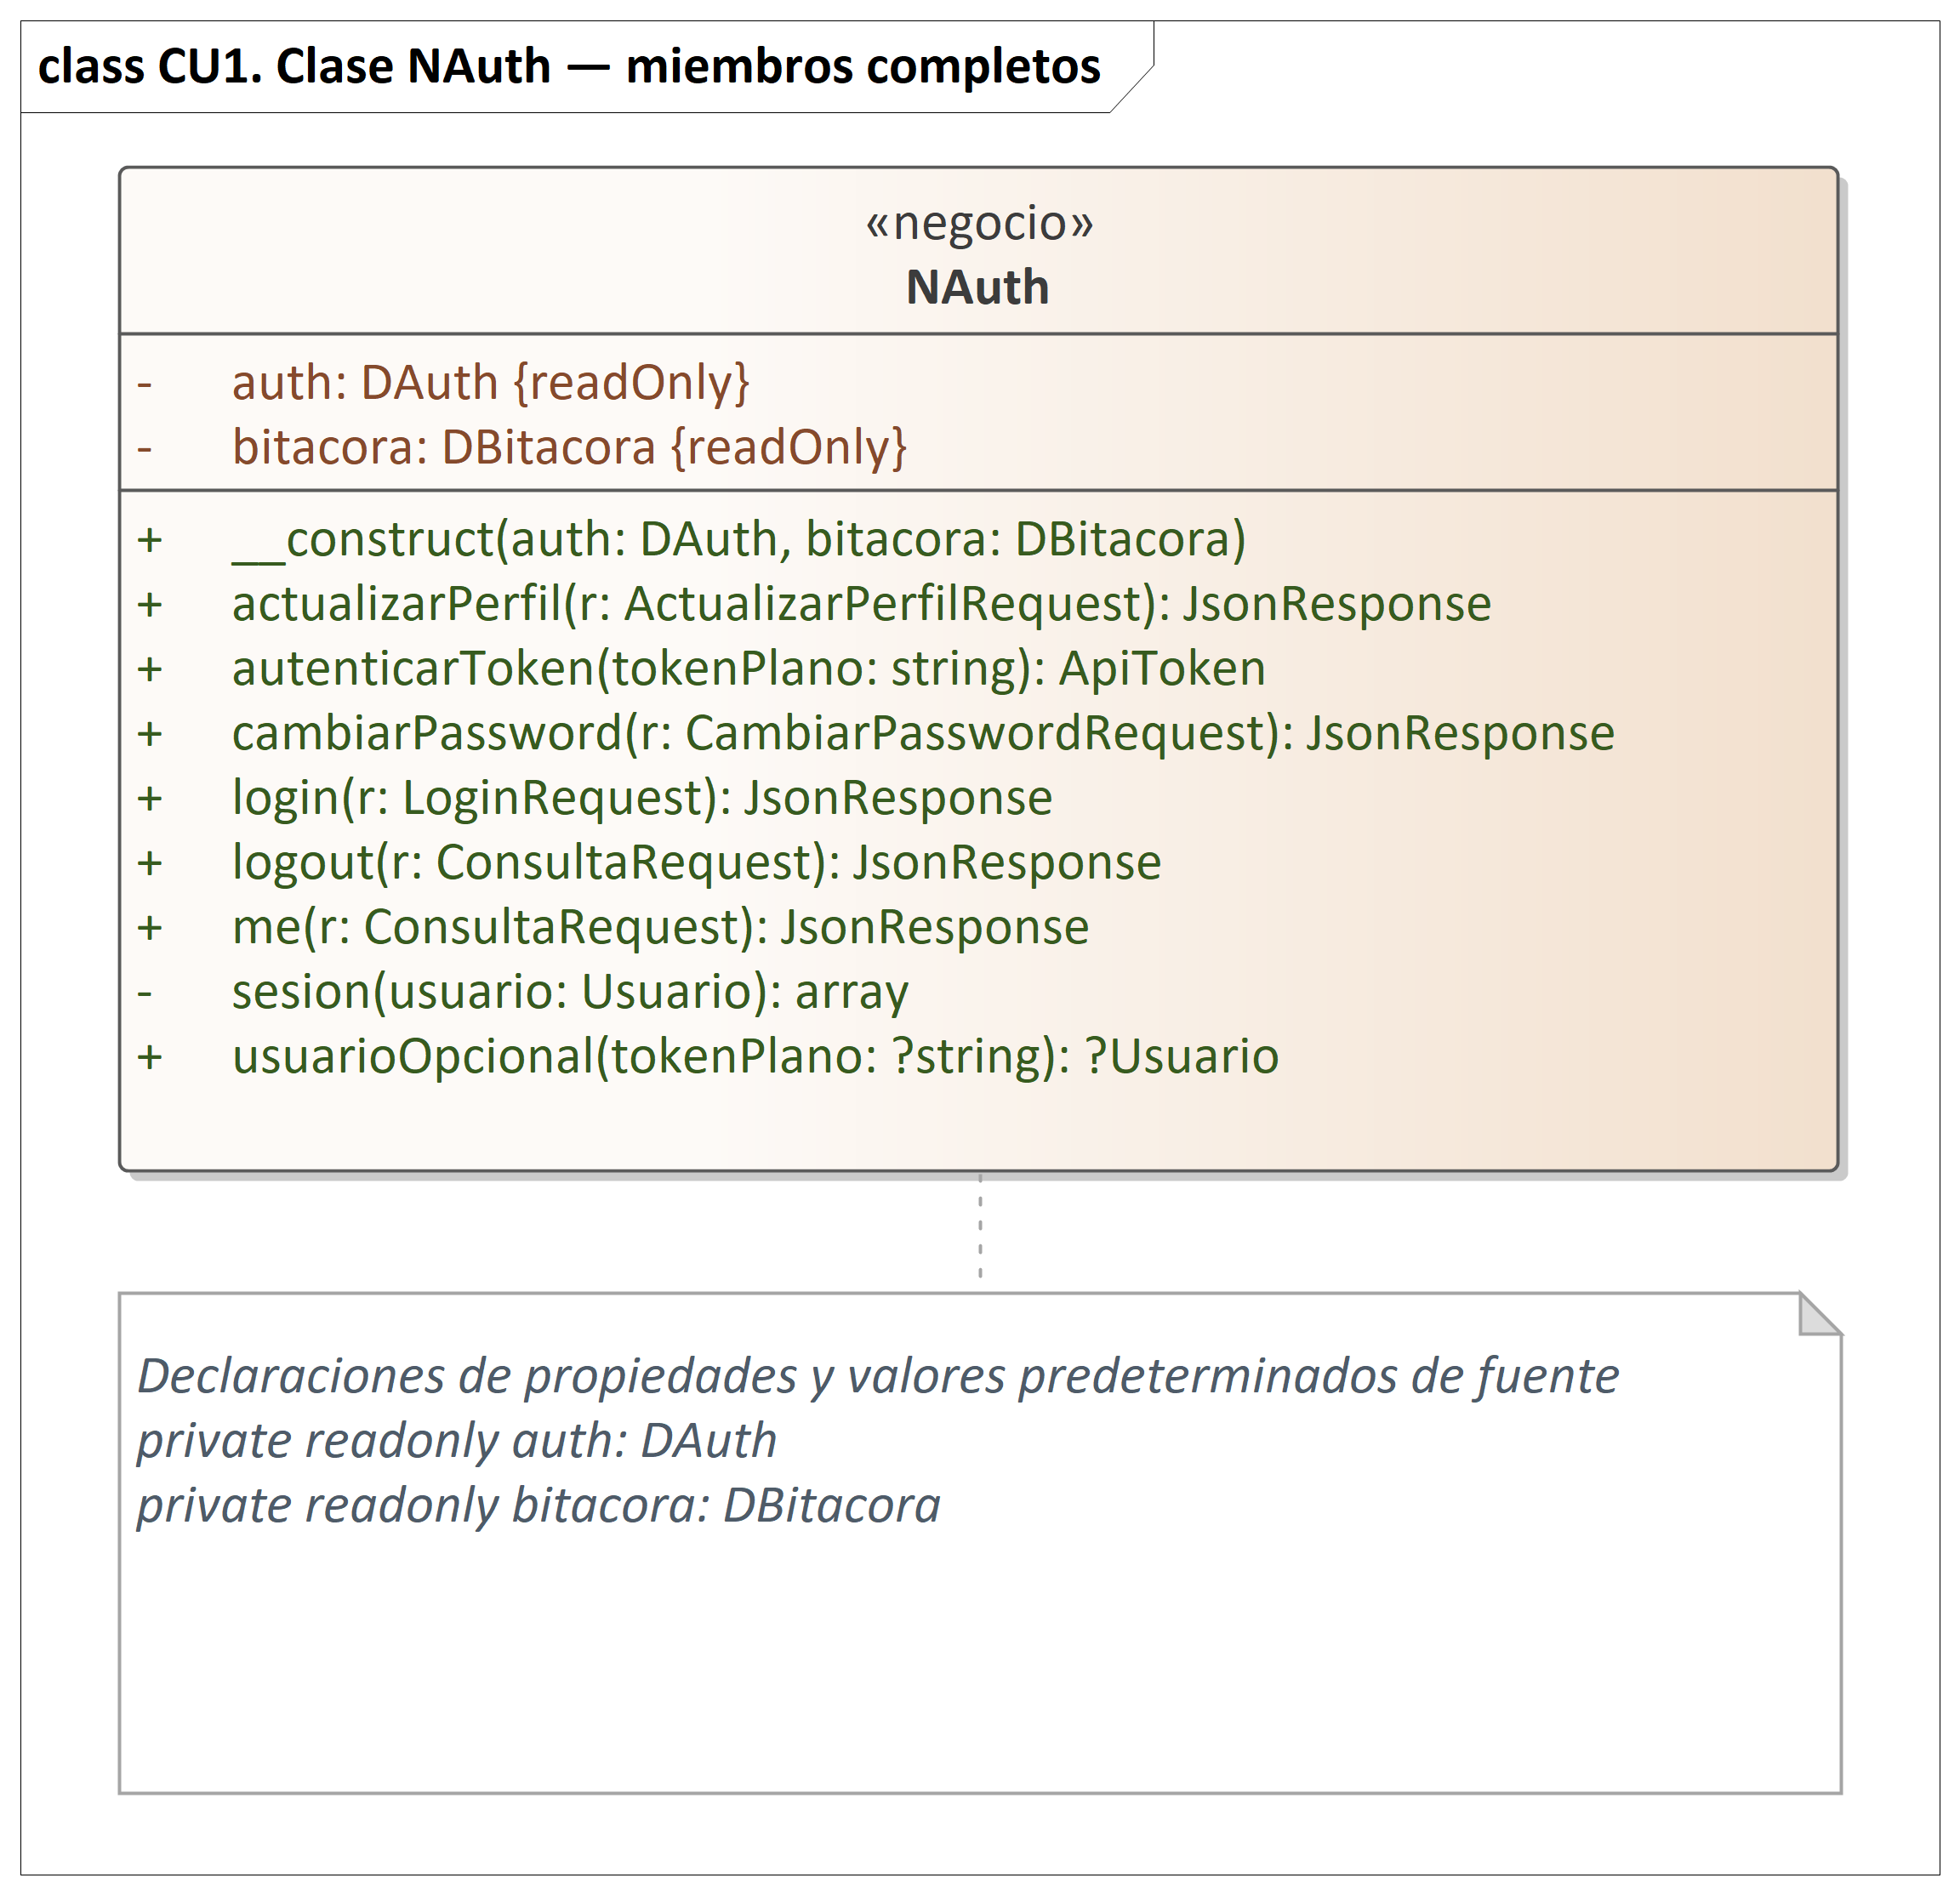 class CU1. Clase NAuth — miembros completos
«negocio»
NAuth
- auth: DAuth {readOnly}
- bitacora: DBitacora {readOnly}
+ __construct(auth: DAuth, bitacora: DBitacora)
+ actualizarPerfil(r: ActualizarPerfilRequest): JsonResponse
+ autenticarToken(tokenPlano: string): ApiToken
+ cambiarPassword(r: CambiarPasswordRequest): JsonResponse
+ login(r: LoginRequest): JsonResponse
+ logout(r: ConsultaRequest): JsonResponse
+ me(r: ConsultaRequest): JsonResponse
- sesion(usuario: Usuario): array
+ usuarioOpcional(tokenPlano: ?string): ?Usuario
Declaraciones de propiedades y valores predeterminados de fuente
private readonly auth: DAuth
private readonly bitacora: DBitacora